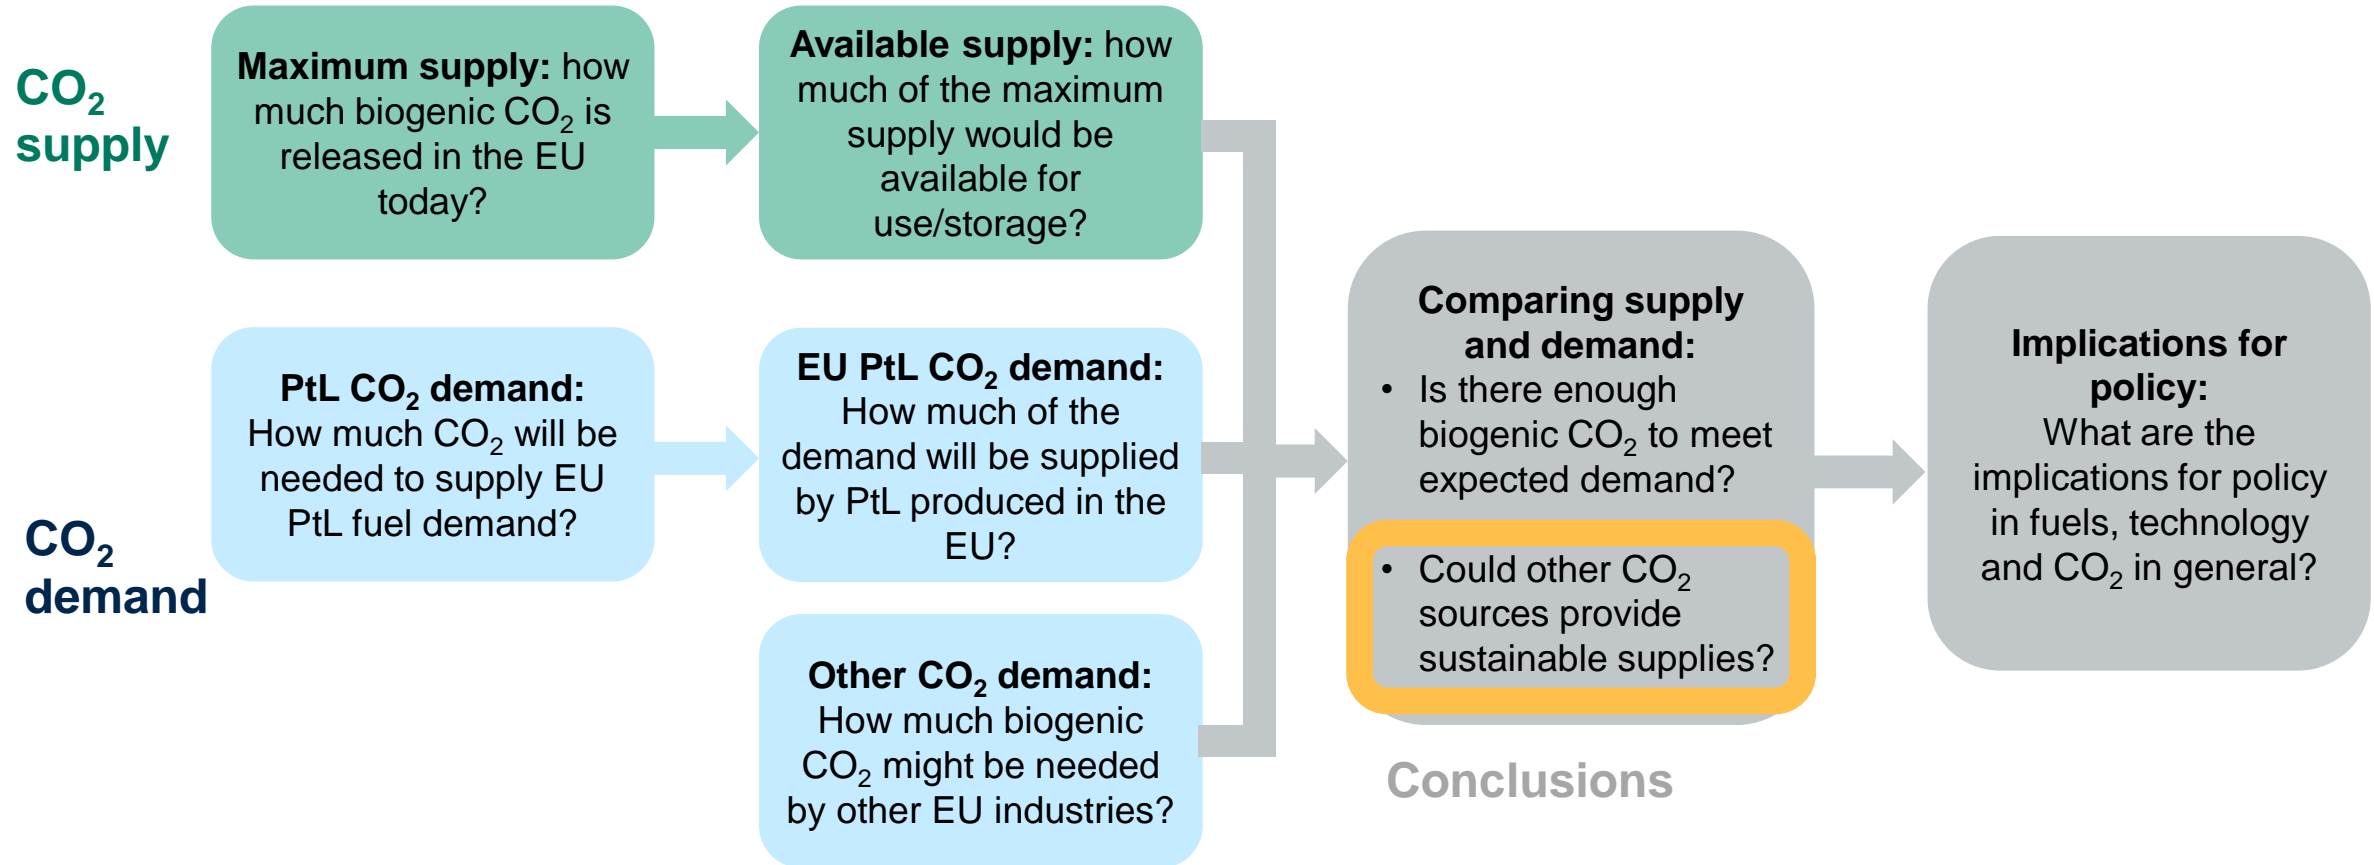 CO₂
supply
Maximum supply: how
much biogenic CO₂ is
released in the EU
today?
Available supply: how
much of the maximum
supply would be
available for
use/storage?
CO₂
demand
PtL CO₂ demand:
How much CO₂ will be
needed to supply EU
PtL fuel demand?
EU PtL CO₂ demand:
How much of the
demand will be supplied
by PtL produced in the
EU?
Other CO₂ demand:
How much biogenic
CO₂ might be needed
by other EU industries?
Comparing supply
and demand:
• Is there enough
biogenic CO₂ to meet
expected demand?
• Could other CO₂
sources provide
sustainable supplies?
Conclusions
Implications for
policy:
What are the
implications for policy
in fuels, technology
and CO₂ in general?